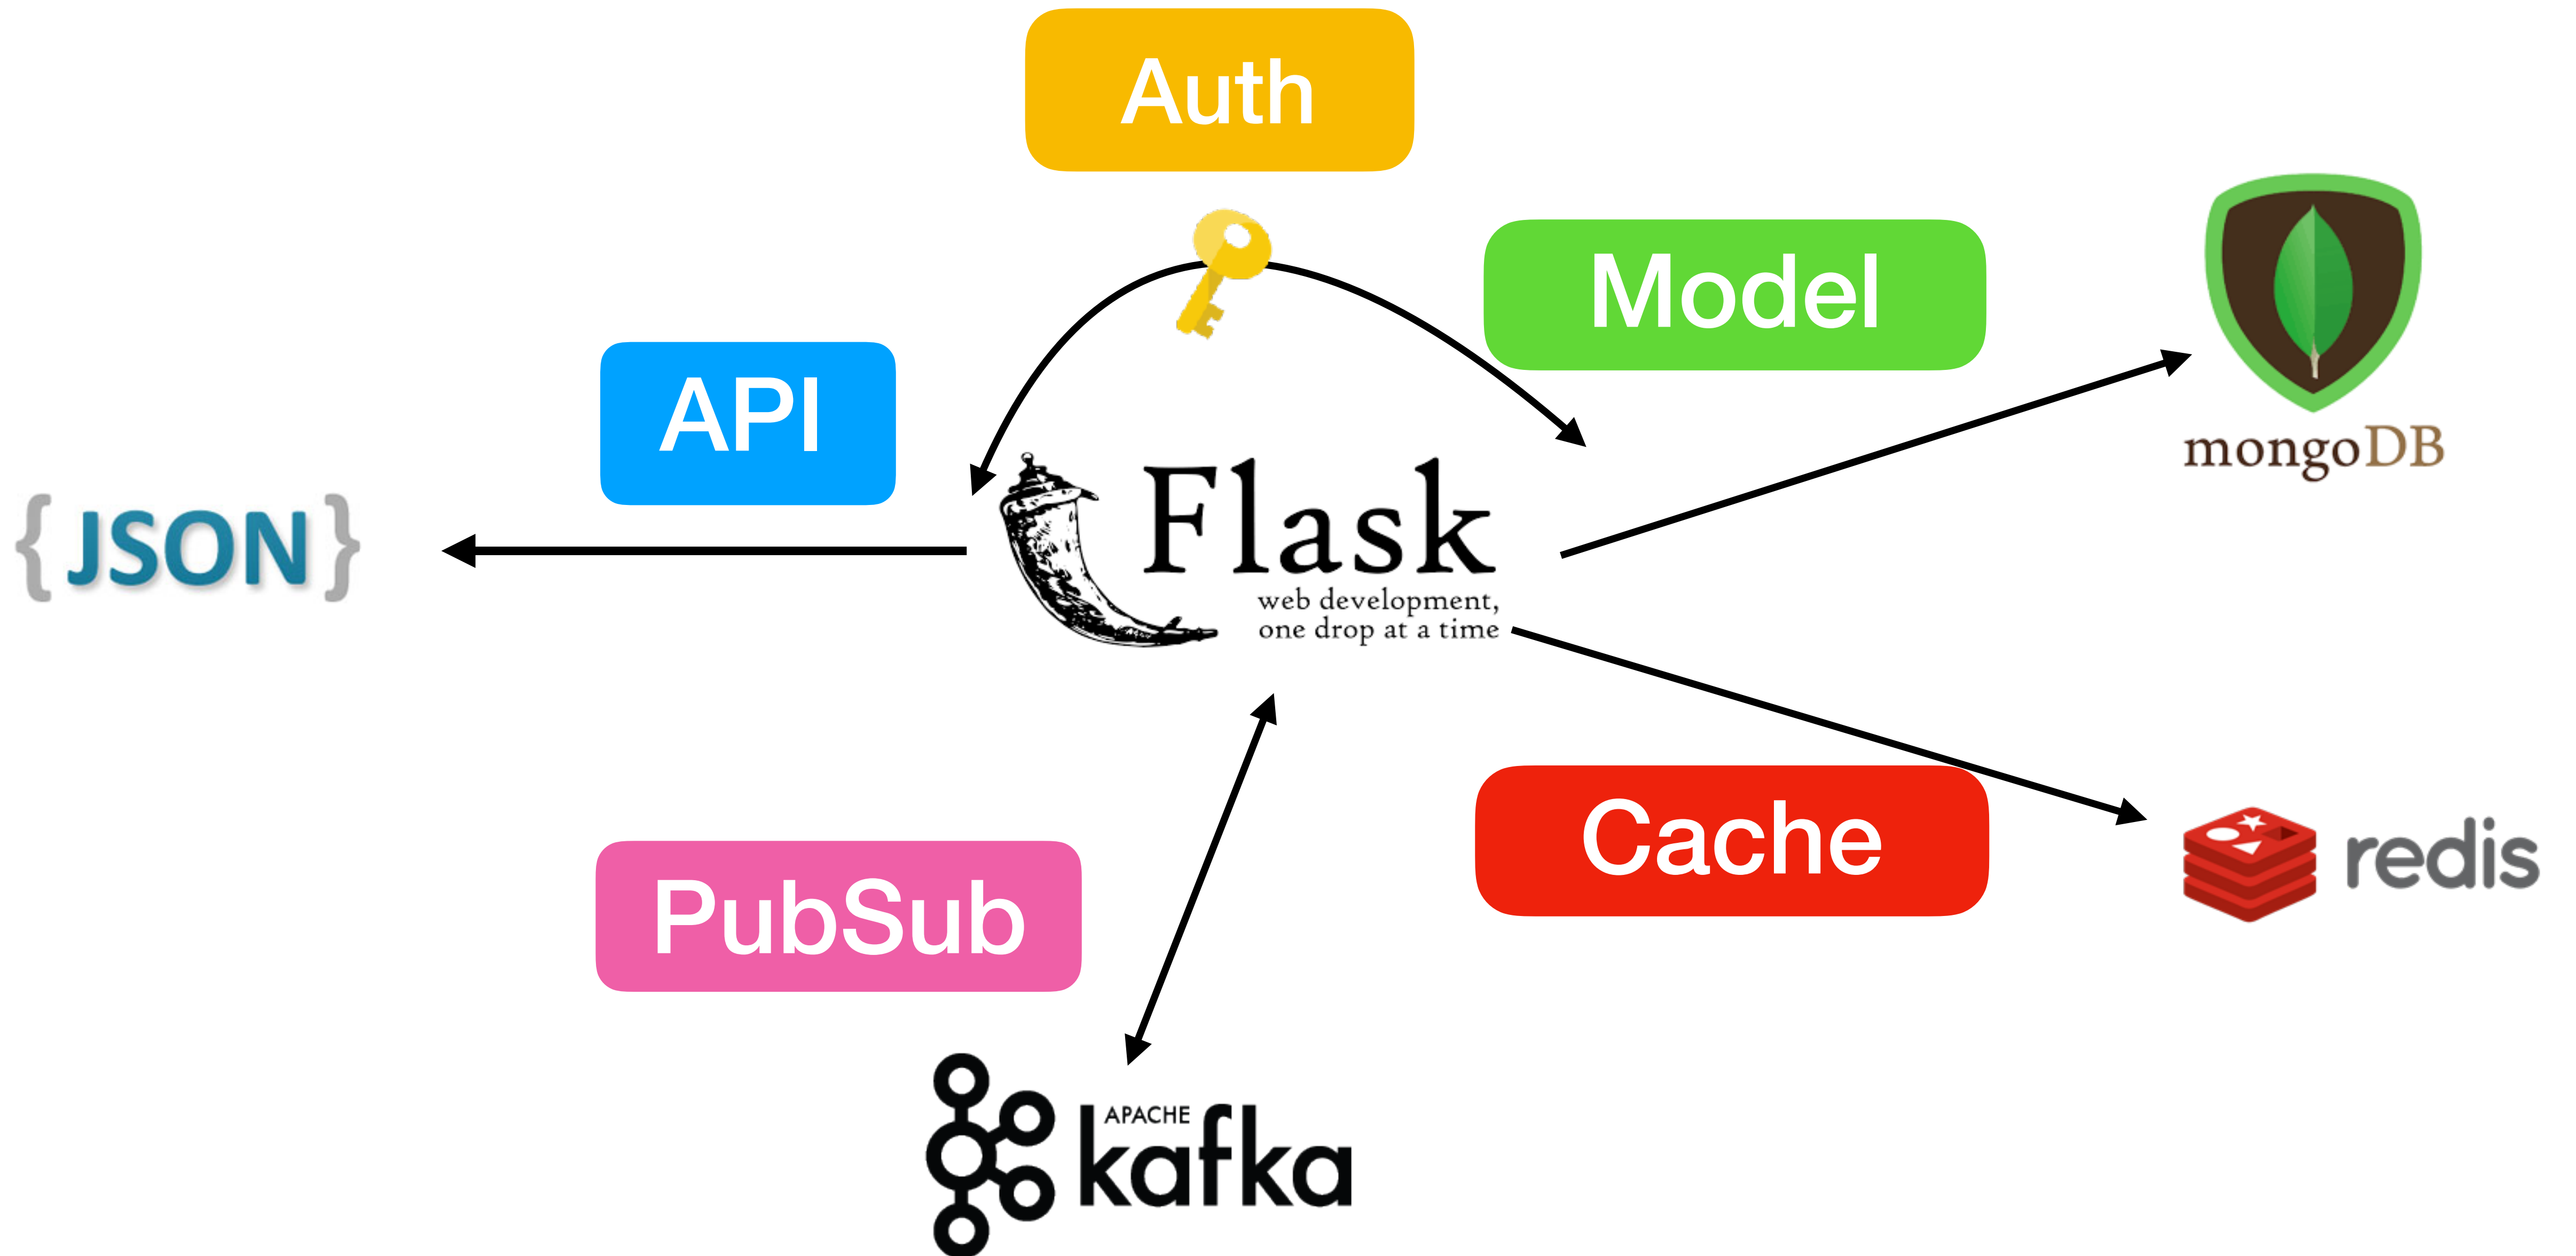 Auth
Model
API
mongoDB
{JSON}
Flask
web development,
one drop at a time
Cache
redis
PubSub
APACHE
kafka